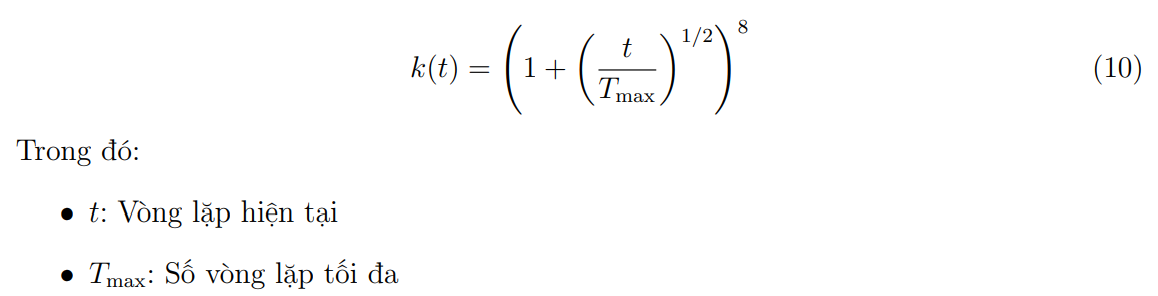 k(t) = (1 + (t/T_max)^{1/2})^8 (10)
Trong đó:
• t: Vòng lặp hiện tại
• T_max: Số vòng lặp tối đa